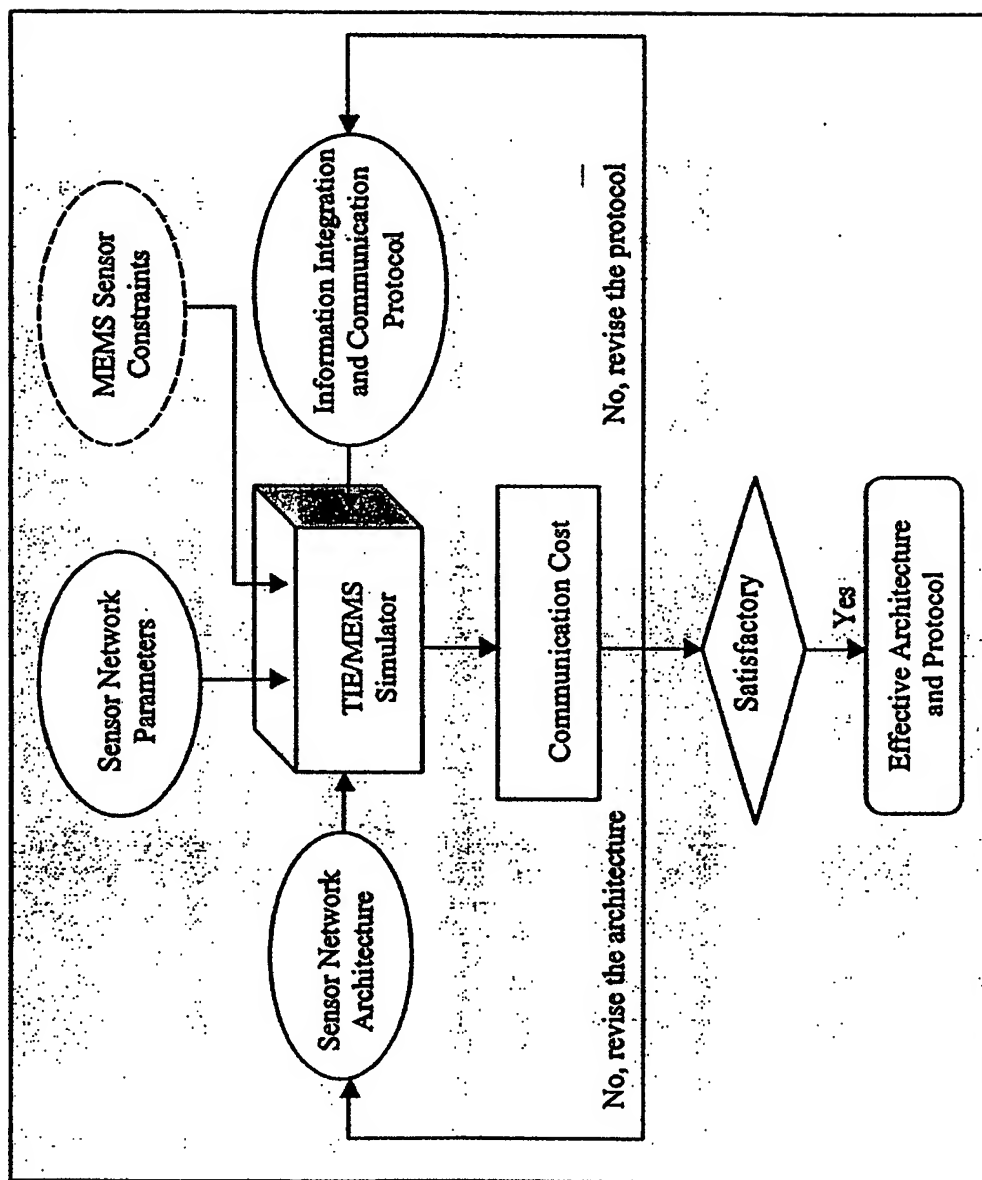 Sensor Network
Parameters
MEMS Sensor
Constraints
Sensor Network
Architecture
TIE/MEMS
Simulator
Information Integration
and Communication
Protocol
Communication Cost
No, revise the architecture
No, revise the protocol
Satisfactory
Yes
Effective Architecture
and Protocol